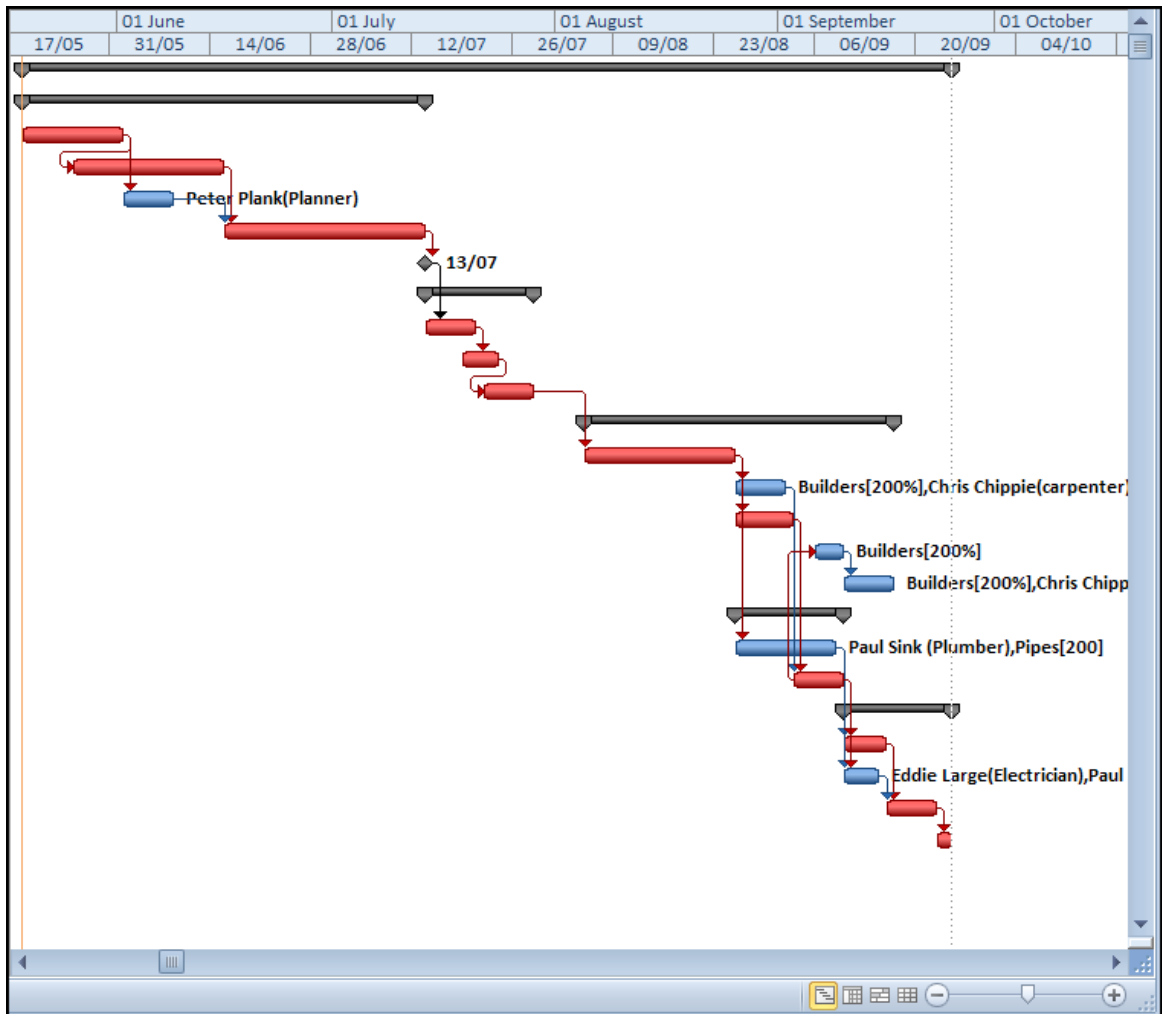 01 June 01 July 01 August 01 September 01 October
17/05 31/05 14/06 28/06 12/07 26/07 09/08 23/08 06/09 20/09 04/10
Peter Plank(Planner)
13/07
Builders[200%],Chris Chippie(carpenter)
Builders[200%]
Builders[200%],Chris Chipp
Paul Sink (Plumber),Pipes[200]
Eddie Large(Electrician),Paul